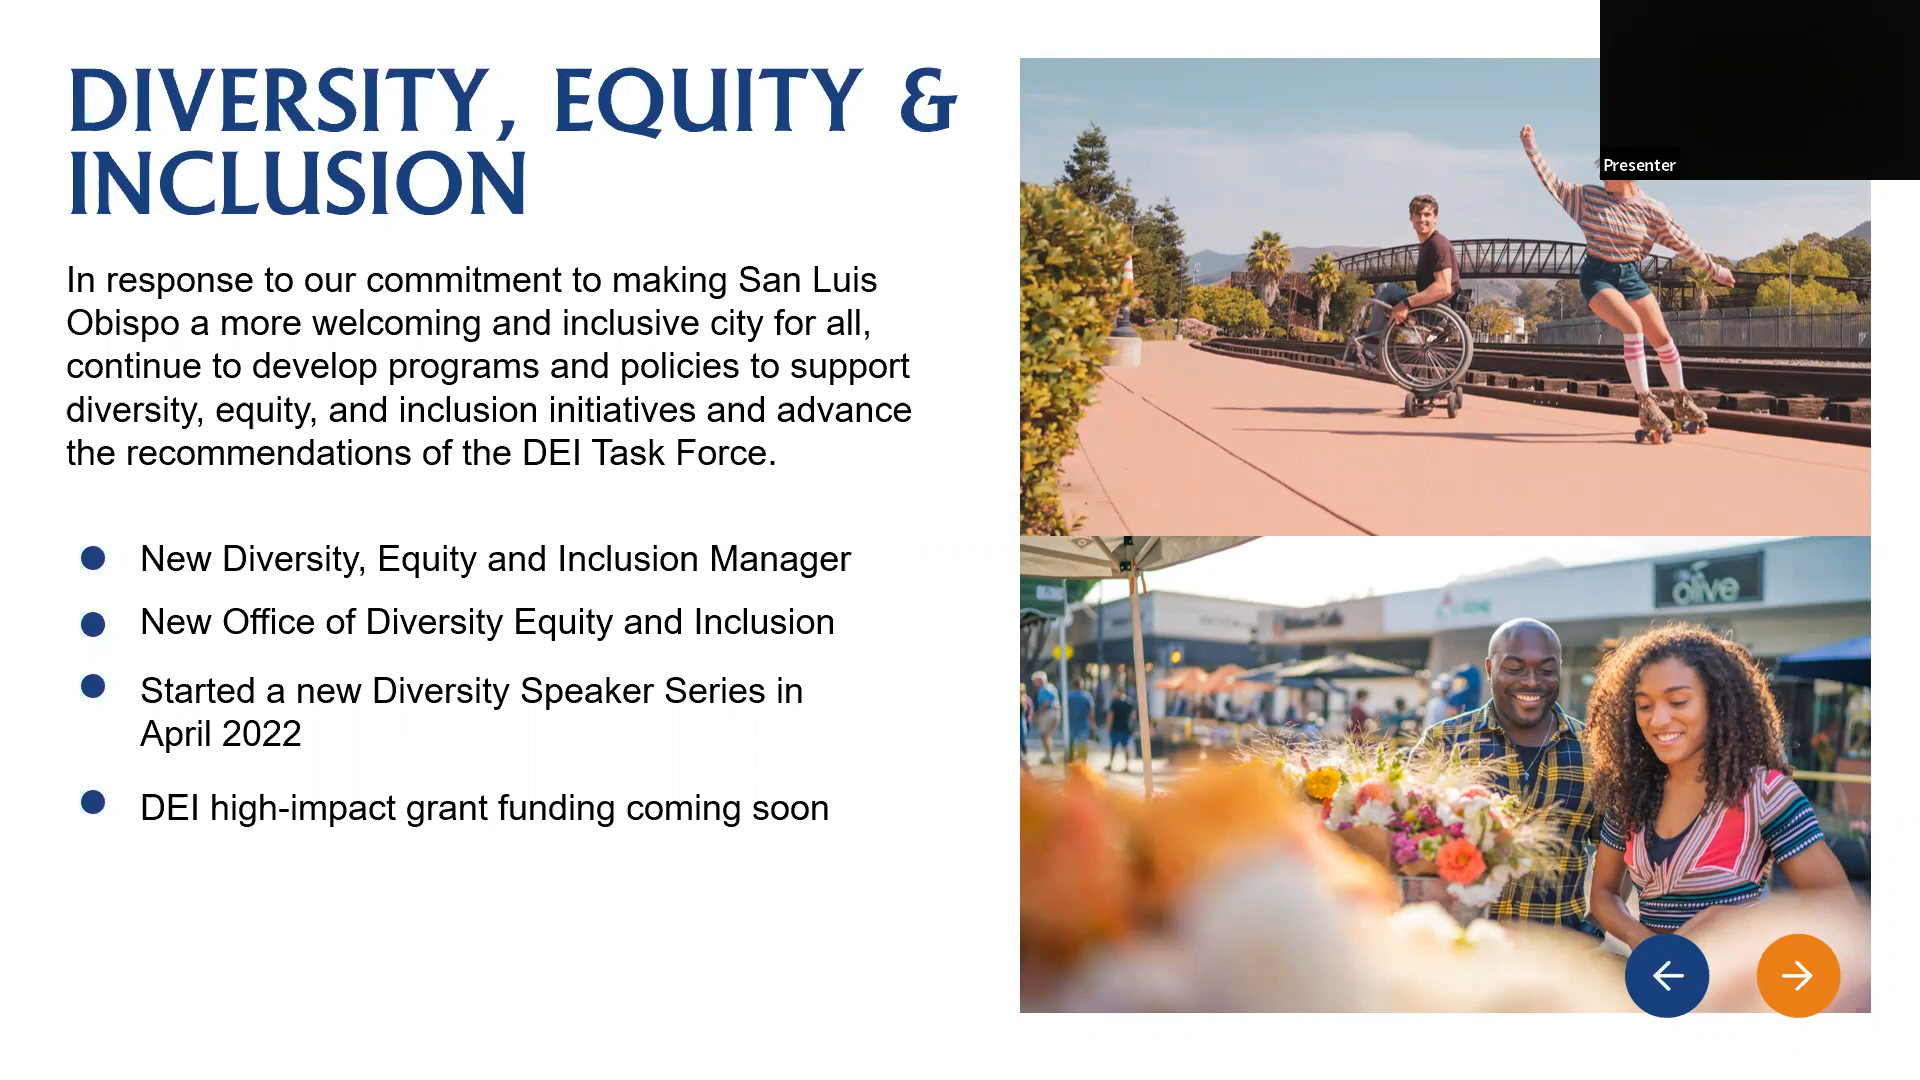 DIVERSITY, EQUITY &
INCLUSION
In response to our commitment to making San Luis
Obispo a more welcoming and inclusive city for all,
continue to develop programs and policies to support
diversity, equity, and inclusion initiatives and advance
the recommendations of the DEI Task Force.
New Diversity, Equity and Inclusion Manager
New Office of Diversity Equity and Inclusion
Started a new Diversity Speaker Series in
April 2022
DEI high-impact grant funding coming soon
Presenter
olive